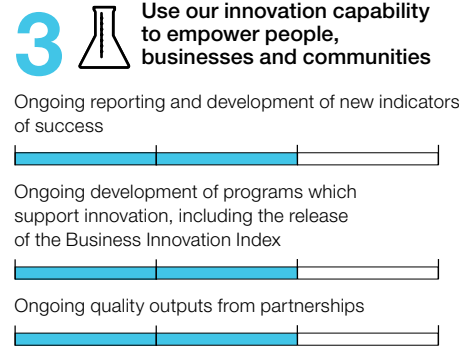 3
Use our innovation capability
to empower people,
businesses and communities
Ongoing reporting and development of new indicators
of success
Ongoing development of programs which
support innovation, including the release
of the Business Innovation Index
Ongoing quality outputs from partnerships